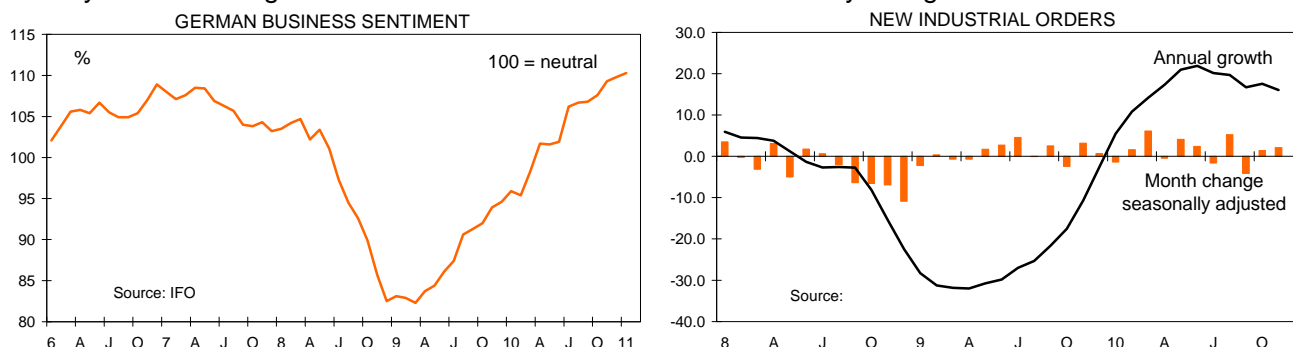 GERMAN BUSINESS SENTIMENT
115
110
105
100
95
90
85
80
%
100 = neutral
Source: IFO
6 A J O 7 A J O 8 A J O 9 A J O 10 A J O 11
NEW INDUSTRIAL ORDERS
30.0
20.0
10.0
0.0
-10.0
-20.0
-30.0
-40.0
Annual growth
Month change
seasonally adjusted
Source:
8 A J O 9 A J O 10 A J O